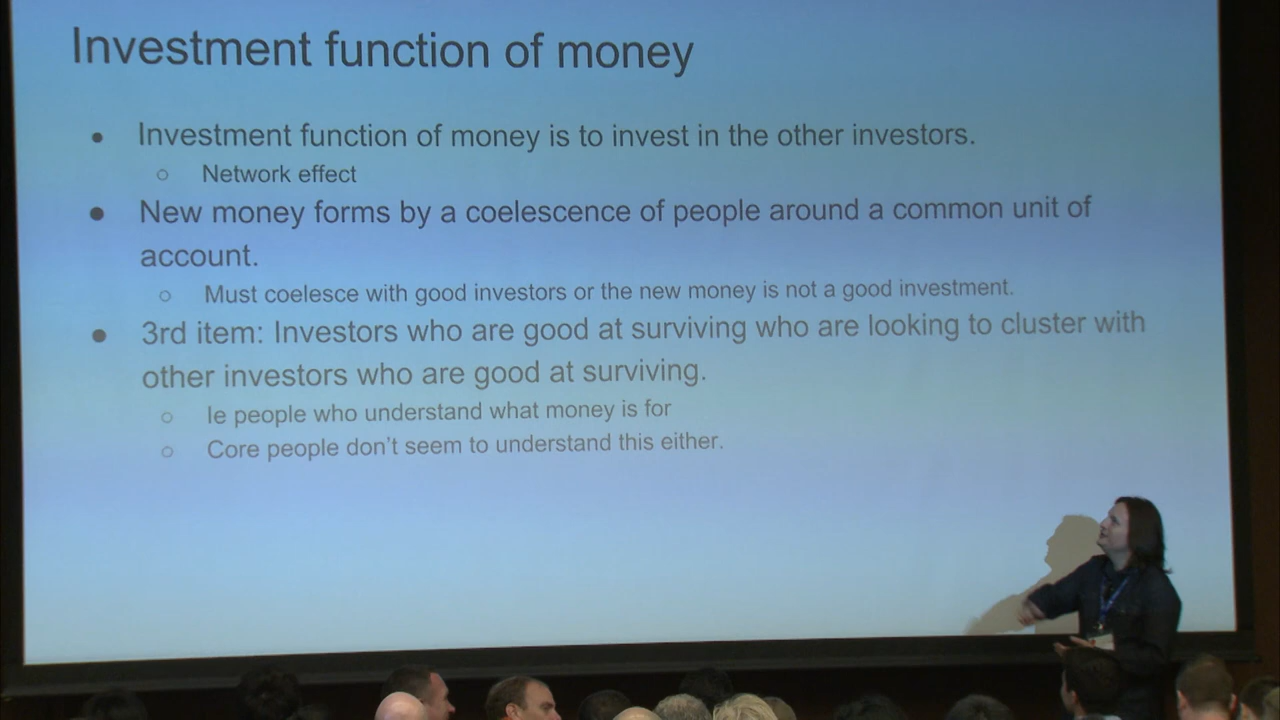 Investment function of money
● Investment function of money is to invest in the other investors.
○ Network effect
● New money forms by a coelescence of people around a common unit of
account.
○ Must coelesce with good investors or the new money is not a good investment.
● 3rd item: Investors who are good at surviving who are looking to cluster with
other investors who are good at surviving.
○ Ie people who understand what money is for
○ Core people don't seem to understand this either.